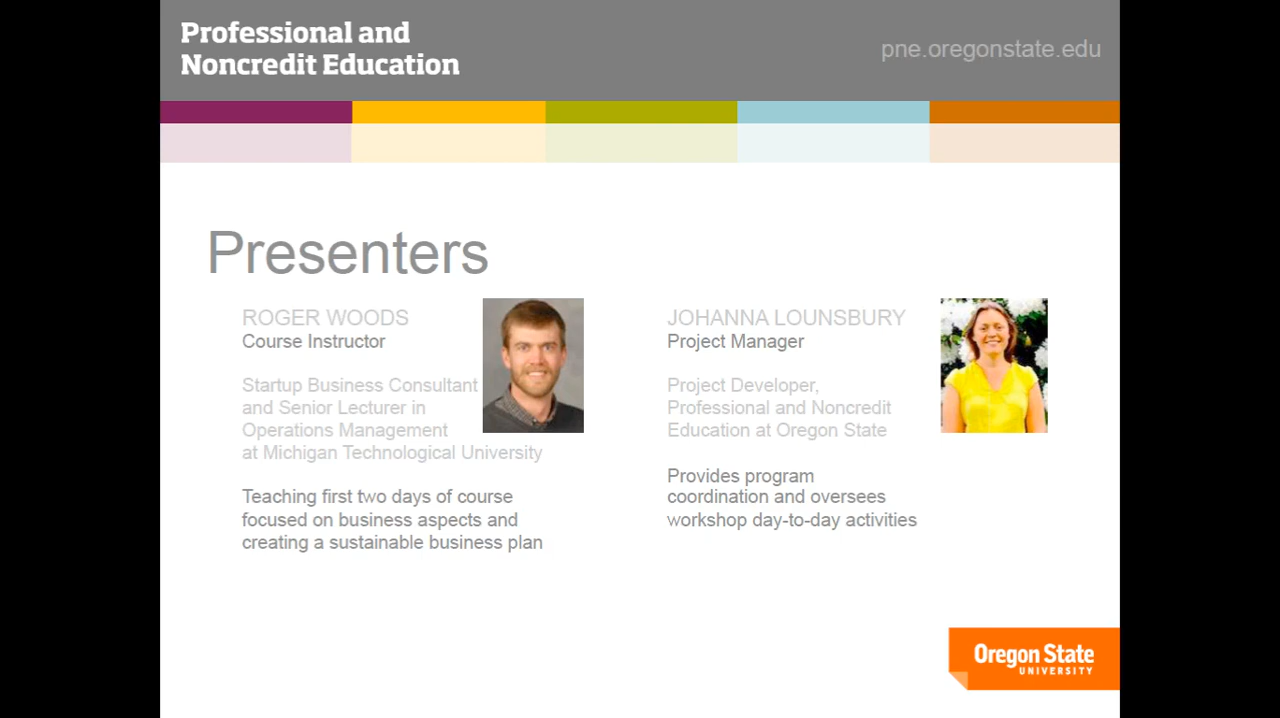 Professional and
Noncredit Education
pne.oregonstate.edu
Presenters
ROGER WOODS
Course Instructor
Startup Business Consultant
and Senior Lecturer in
Operations Management
at Michigan Technological University
Teaching first two days of course
focused on business aspects and
creating a sustainable business plan
JOHANNA LOUNSBURY
Project Manager
Project Developer,
Professional and Noncredit
Education at Oregon State
Provides program
coordination and oversees
workshop day-to-day activities
Oregon State
UNIVERSITY